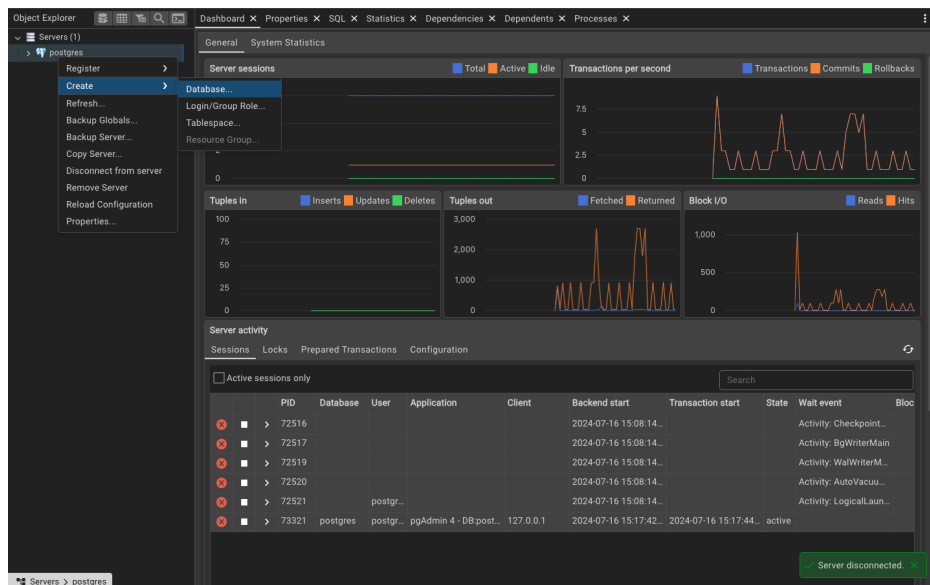 Object Explorer
Dashboard Properties SQL Statistics Dependencies Dependents Processes
Servers (1)
postgres
General System Statistics
Register
Create
Refresh...
Backup Globals...
Backup Server...
Copy Server...
Disconnect from server
Remove Server
Reload Configuration
Properties...
Database...
Login/Group Role...
Tablespace...
Resource Group...
Server sessions Total Active Idle
0
Transactions per second Transactions Commits Rollbacks
7.5
5
2.5
0
Tuples in Inserts Updates Deletes
100
75
50
25
0
Tuples out Fetched Returned
3,000
2,000
1,000
0
Block I/O Reads Hits
1,000
500
0
Server activity
Sessions Locks Prepared Transactions Configuration
Active sessions only Search
PID Database User Application Client Backend start Transaction start State Wait event Bloc
72516 2024-07-16 15:08:14... Activity: Checkpoint...
72517 2024-07-16 15:08:14... Activity: BgWriterMain
72519 2024-07-16 15:08:14... Activity: WalWriterM...
72520 2024-07-16 15:08:14... Activity: AutoVacuu...
72521 postgr... 2024-07-16 15:08:14... Activity: LogicalLaun...
73321 postgres postgr... pgAdmin 4 - DB:post... 127.0.0.1 2024-07-16 15:17:42... 2024-07-16 15:17:44... active
Server disconnected.
Servers > postgres